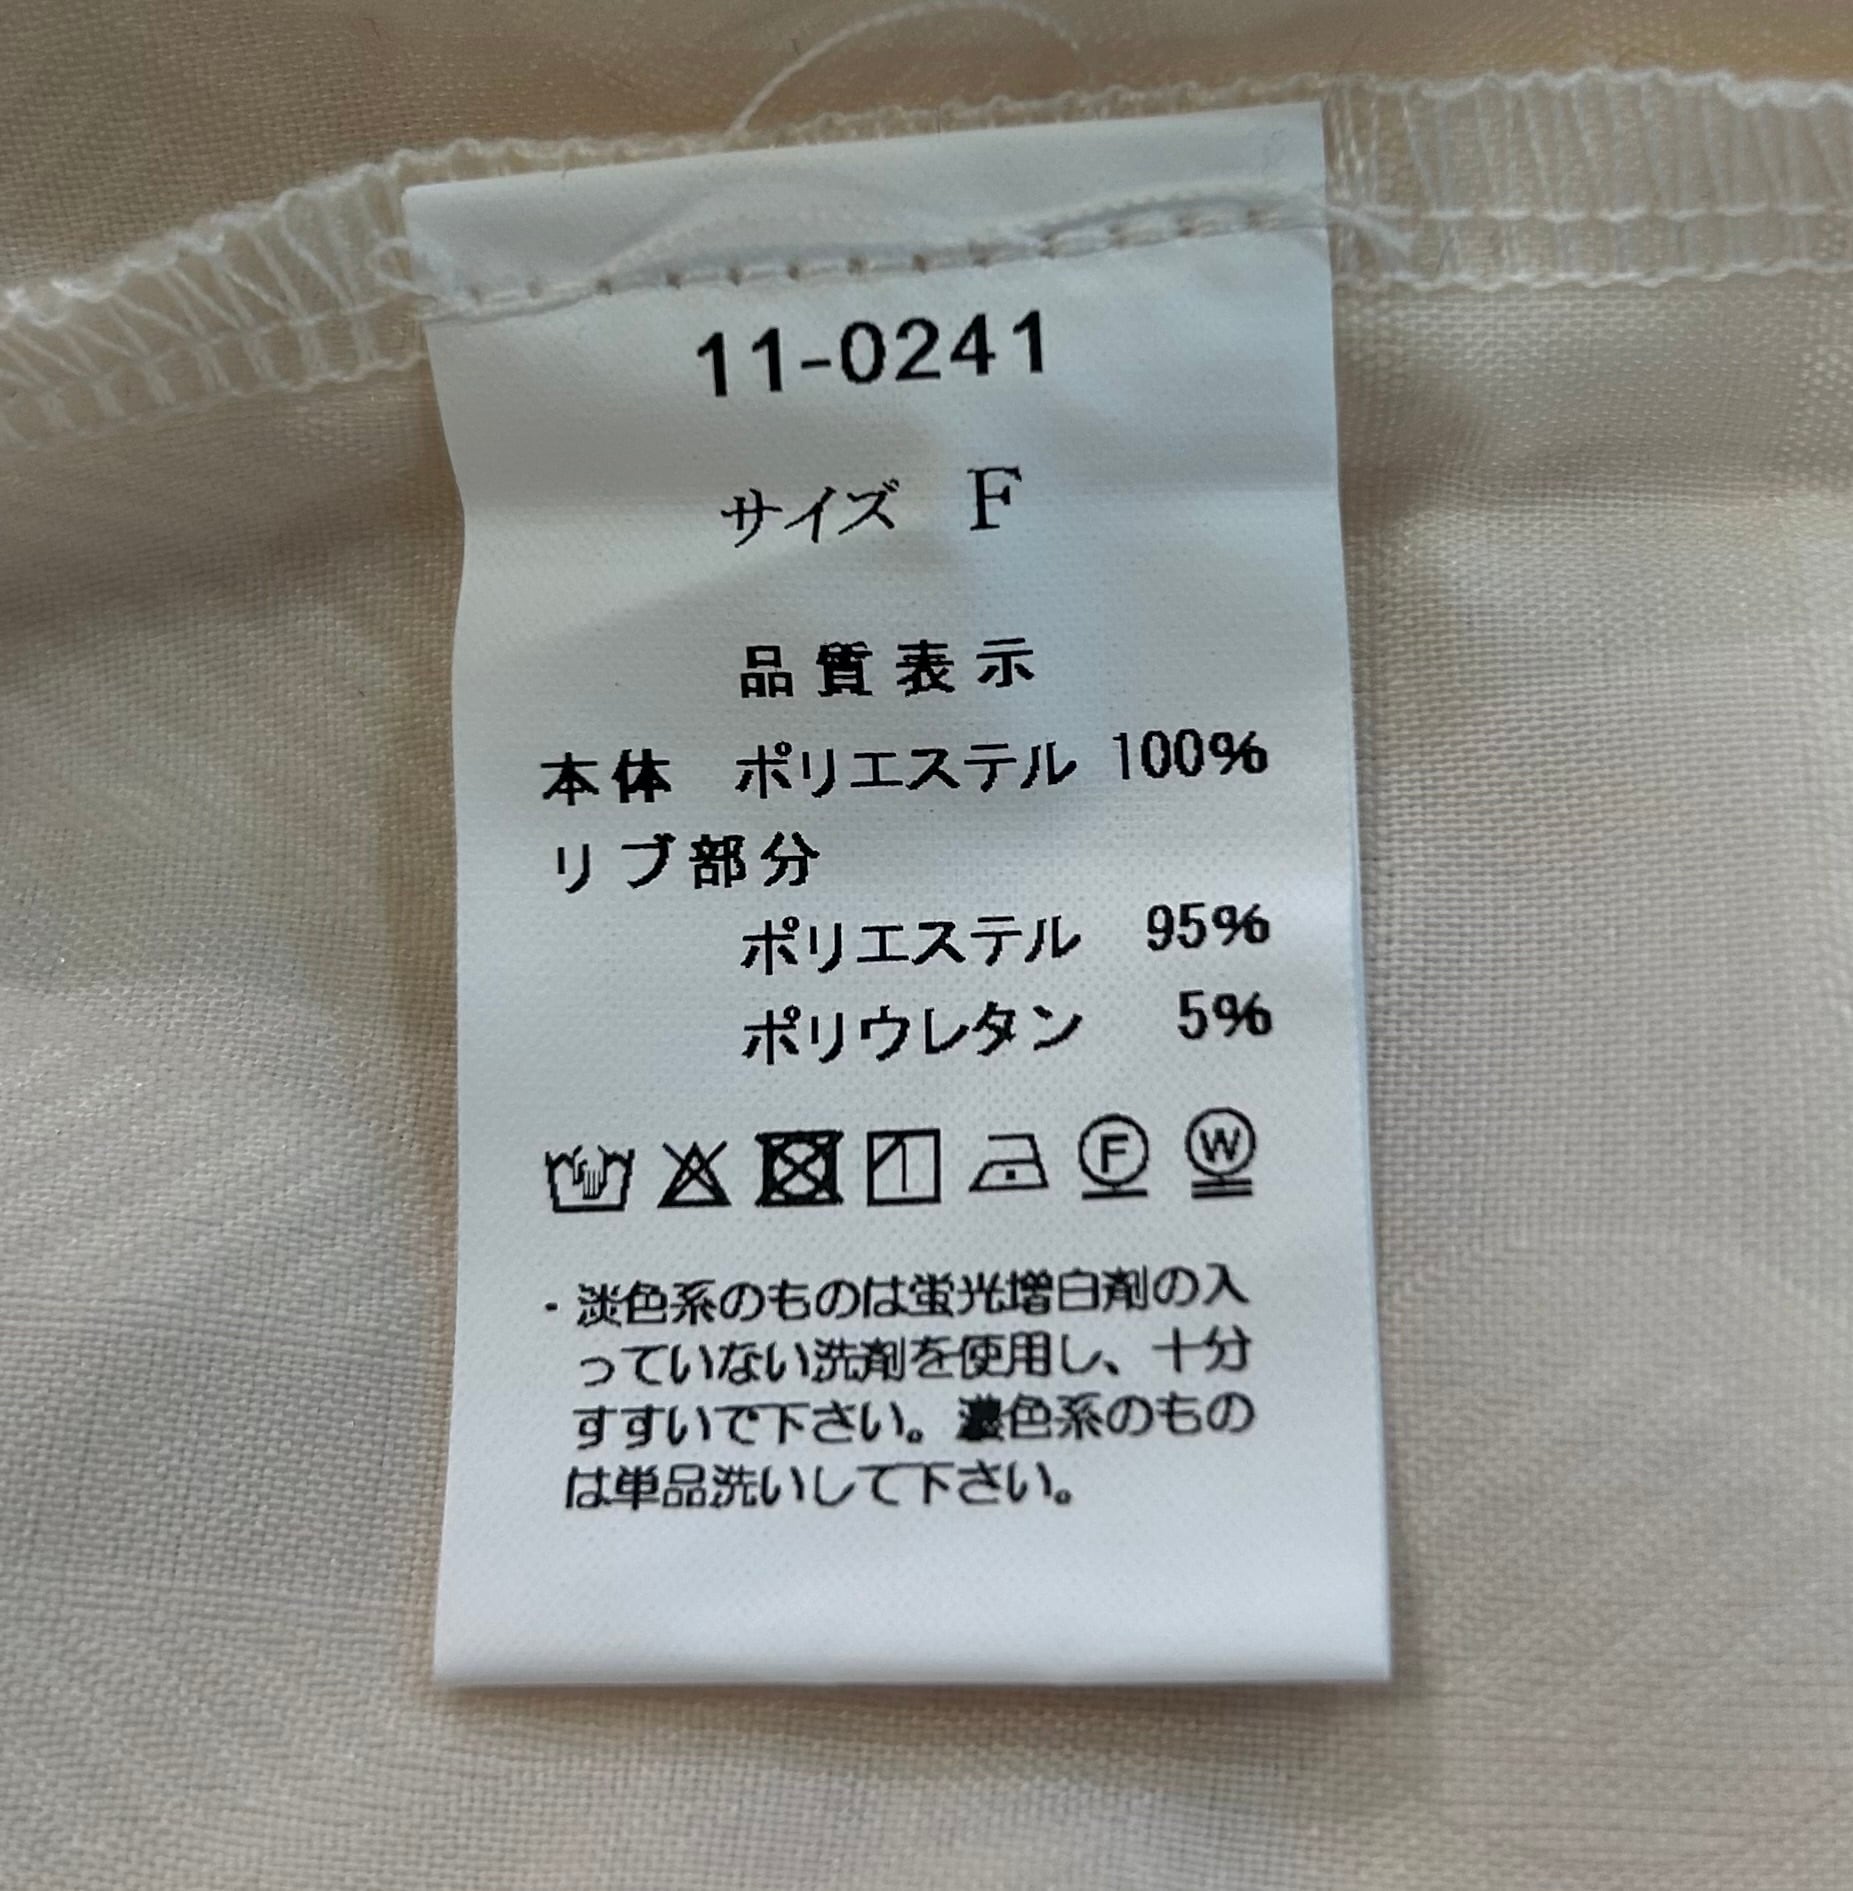 11-0241
サイズ F
品質表示
本体 ポリエステル 100%
リブ部分
ポリエステル 95%
ポリウレタン 5%
F W
・淡色系のものは蛍光増白剤の入
っていない洗剤を使用し、十分
すすいで下さい。濃色系のもの
は単品洗いして下さい。